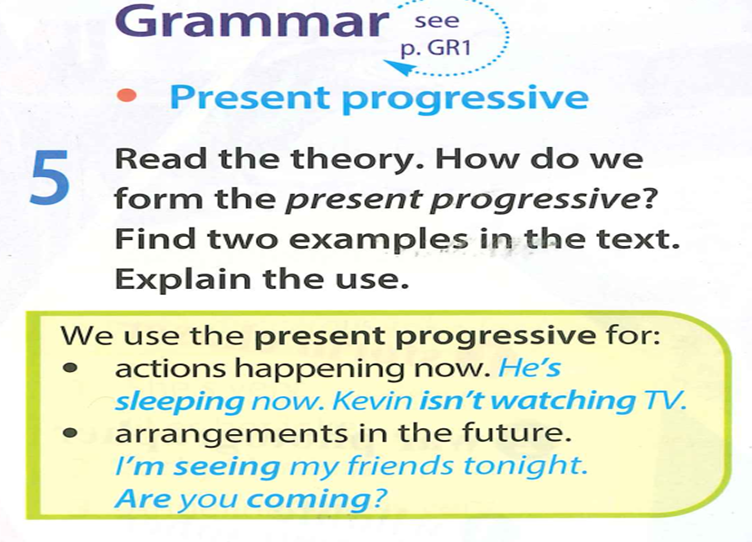 Grammar see
p. GR1
• Present progressive
5 Read the theory. How do we
form the present progressive?
Find two examples in the text.
Explain the use.
We use the present progressive for:
• actions happening now. He's
sleeping now. Kevin isn't watching TV.
• arrangements in the future.
I'm seeing my friends tonight.
Are you coming?